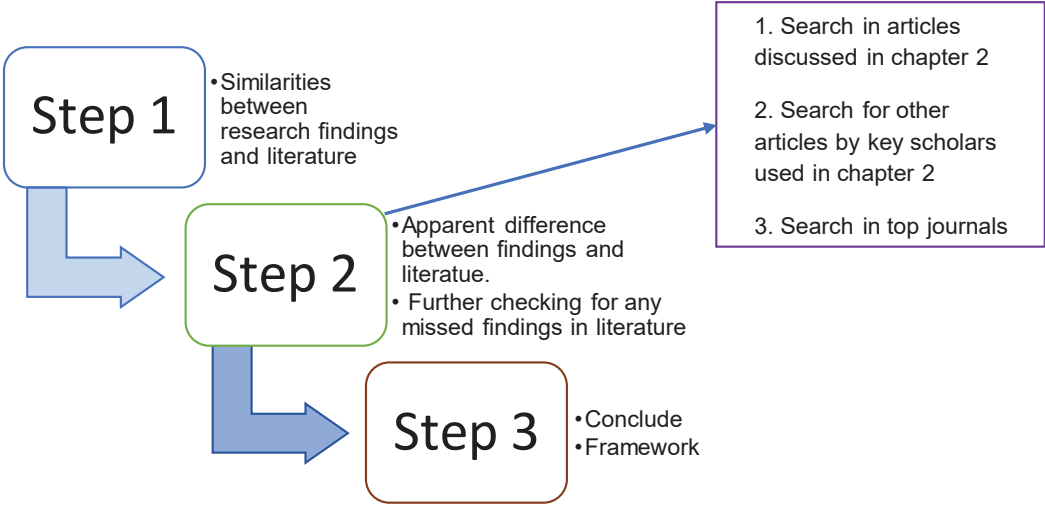 Step 1
•Similarities
between
research findings
and literature
Step 2
•Apparent difference
between findings and
literatue.
• Further checking for any
missed findings in literature
1. Search in articles
discussed in chapter 2
2. Search for other
articles by key scholars
used in chapter 2
3. Search in top journals
Step 3
•Conclude
•Framework